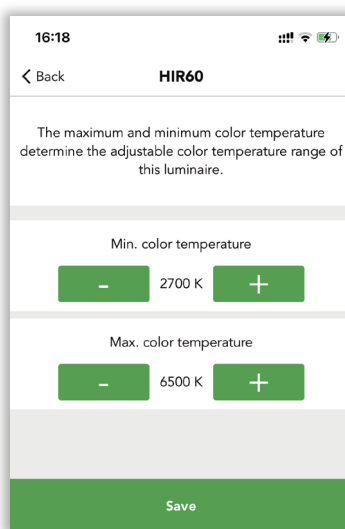 16:18
Back
HIR60
The maximum and minimum color temperature
determine the adjustable color temperature range of
this luminaire.
Min. color temperature
- 2700 K +
Max. color temperature
- 6500 K +
Save